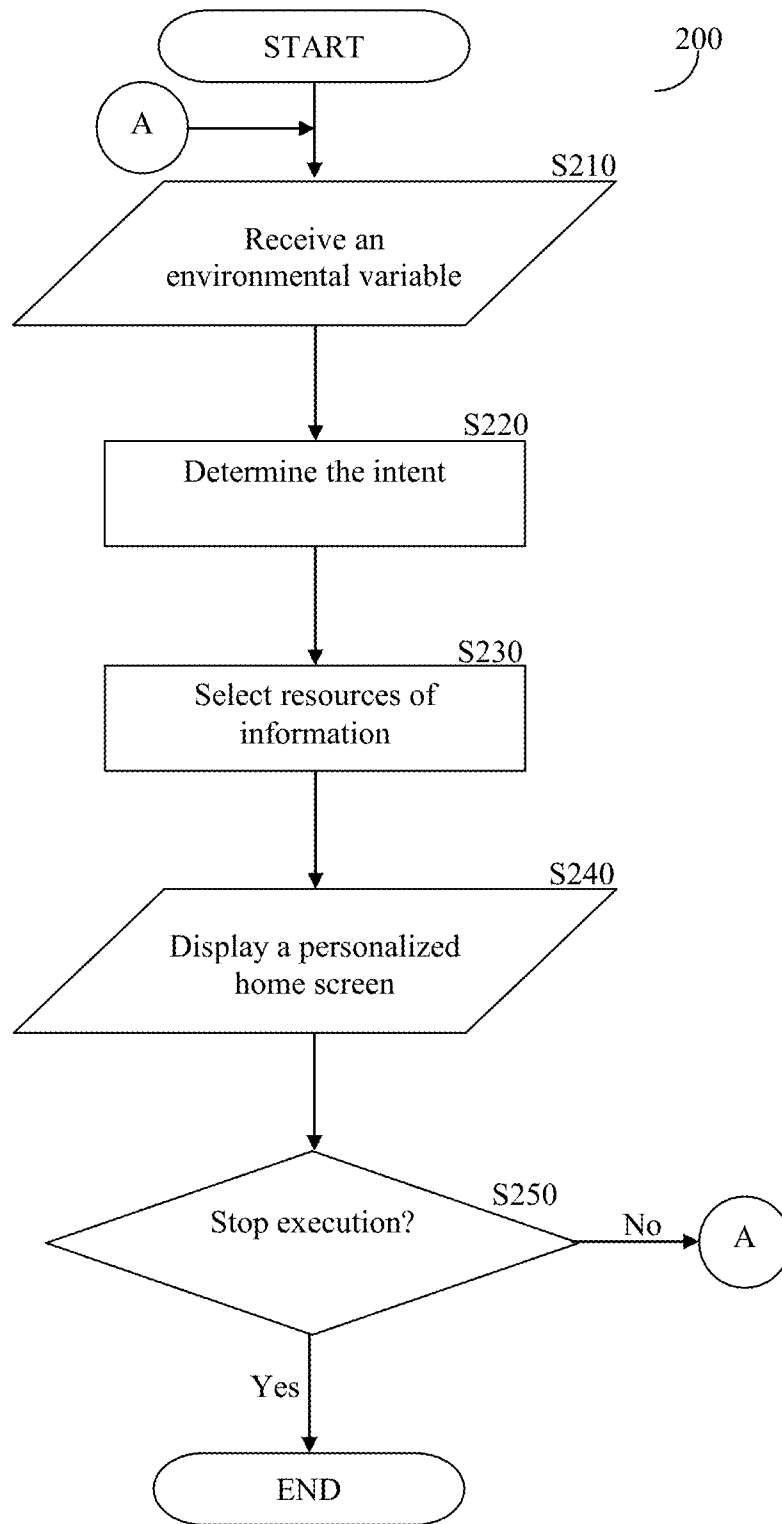 START
200
A
S210
Receive an
environmental variable
S220
Determine the intent
S230
Select resources of
information
S240
Display a personalized
home screen
S250
Stop execution?
No
A
Yes
END